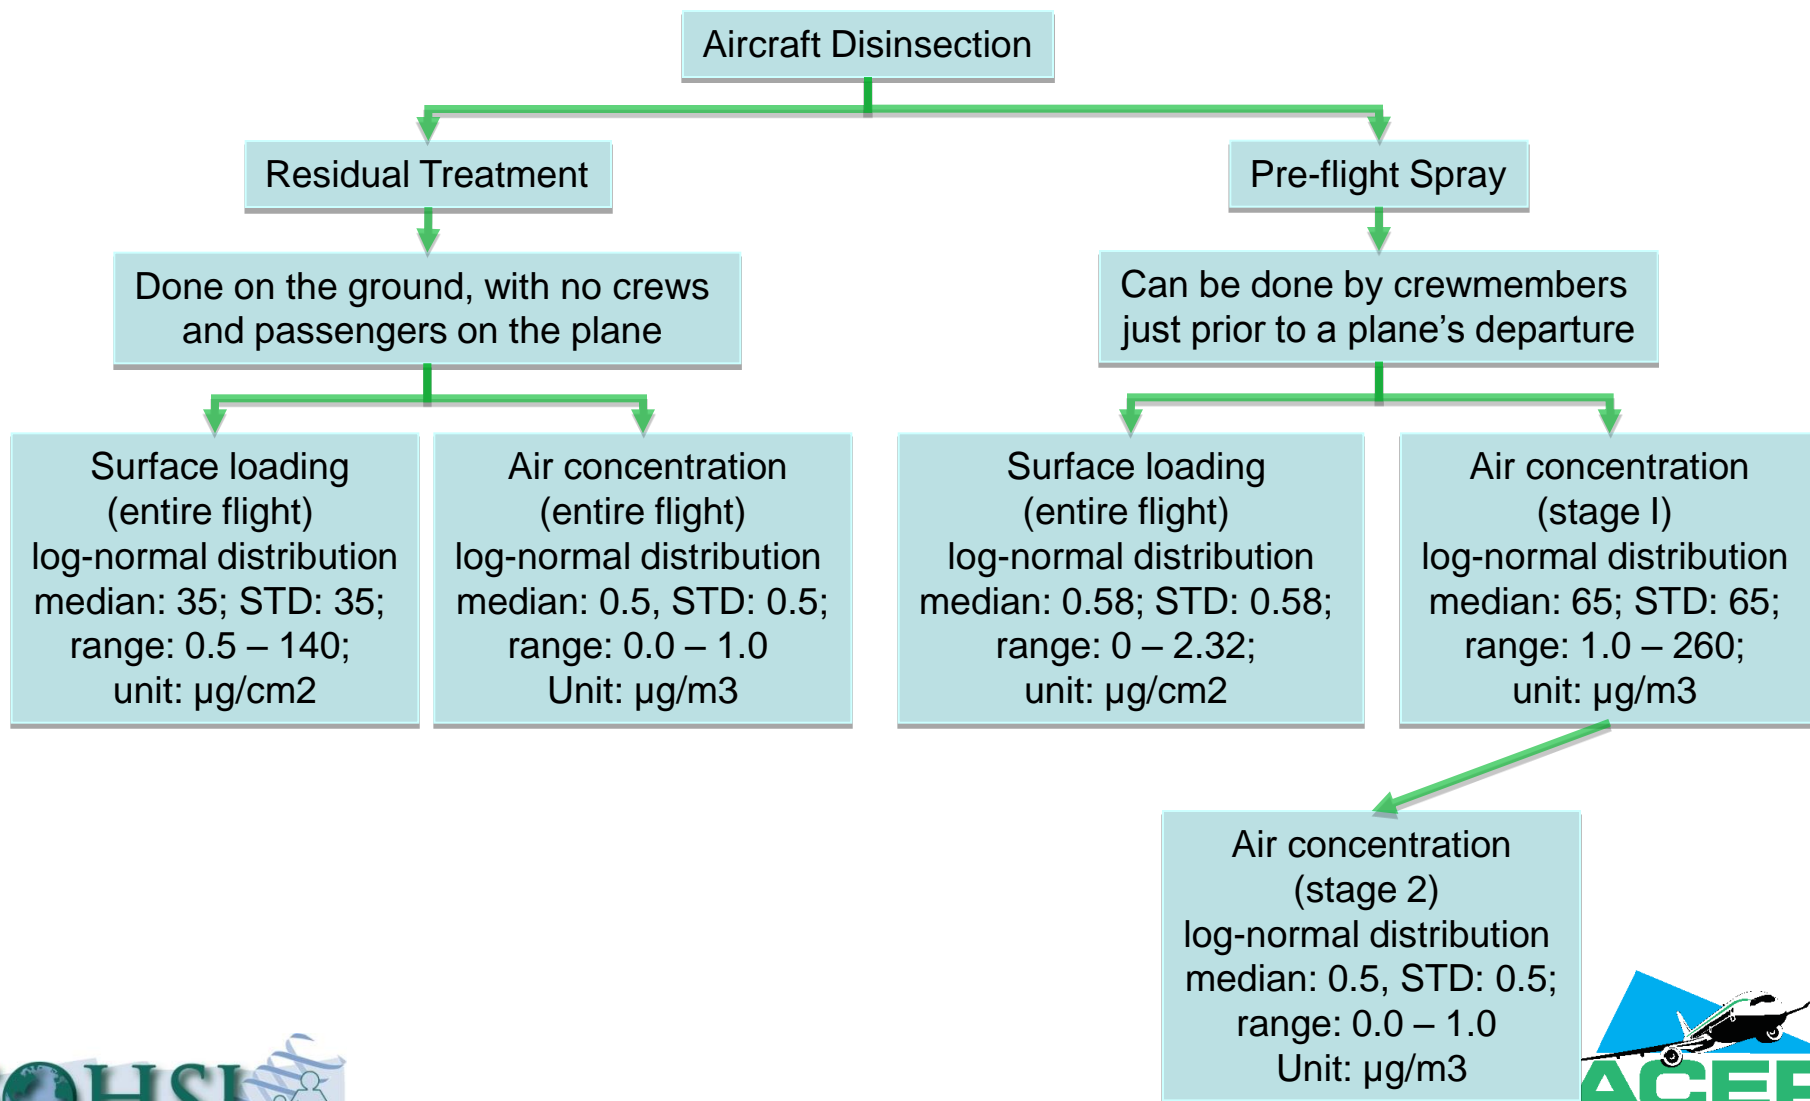 Aircraft Disinsection
Residual Treatment
Pre-flight Spray
Done on the ground, with no crews
and passengers on the plane
Can be done by crewmembers
just prior to a plane’s departure
Surface loading
(entire flight)
log-normal distribution
median: 35; STD: 35;
range: 0.5 – 140;
unit: µg/cm2
Air concentration
(entire flight)
log-normal distribution
median: 0.5, STD: 0.5;
range: 0.0 – 1.0
Unit: µg/m3
Surface loading
(entire flight)
log-normal distribution
median: 0.58; STD: 0.58;
range: 0 – 2.32;
unit: µg/cm2
Air concentration
(stage I)
log-normal distribution
median: 65; STD: 65;
range: 1.0 – 260;
unit: µg/m3
Air concentration
(stage 2)
log-normal distribution
median: 0.5, STD: 0.5;
range: 0.0 – 1.0
Unit: µg/m3